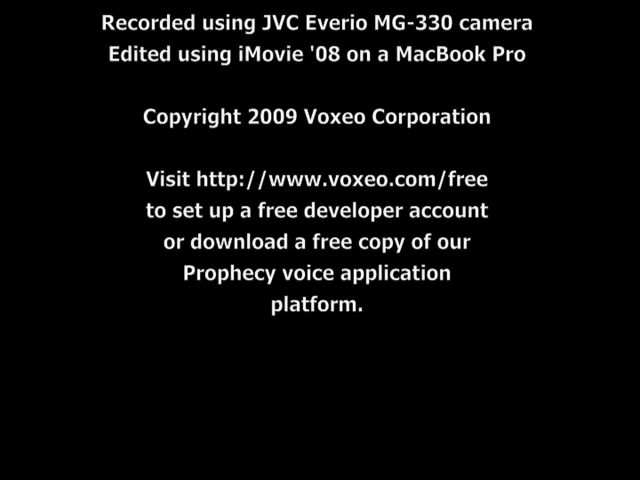 Recorded using JVC Everio MG-330 camera
Edited using iMovie '08 on a MacBook Pro
Copyright 2009 Voxeo Corporation
Visit http://www.voxeo.com/free
to set up a free developer account
or download a free copy of our
Prophecy voice application
platform.